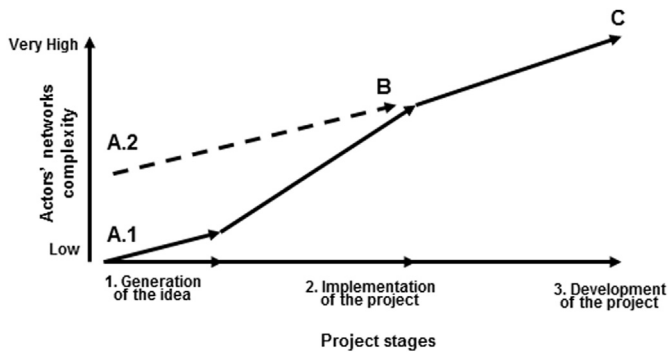 C
Very High
B
Actors' networks
complexity
A.2
A.1
Low
1. Generation
of the idea
2. Implementation
of the project
3. Development
of the project
Project stages